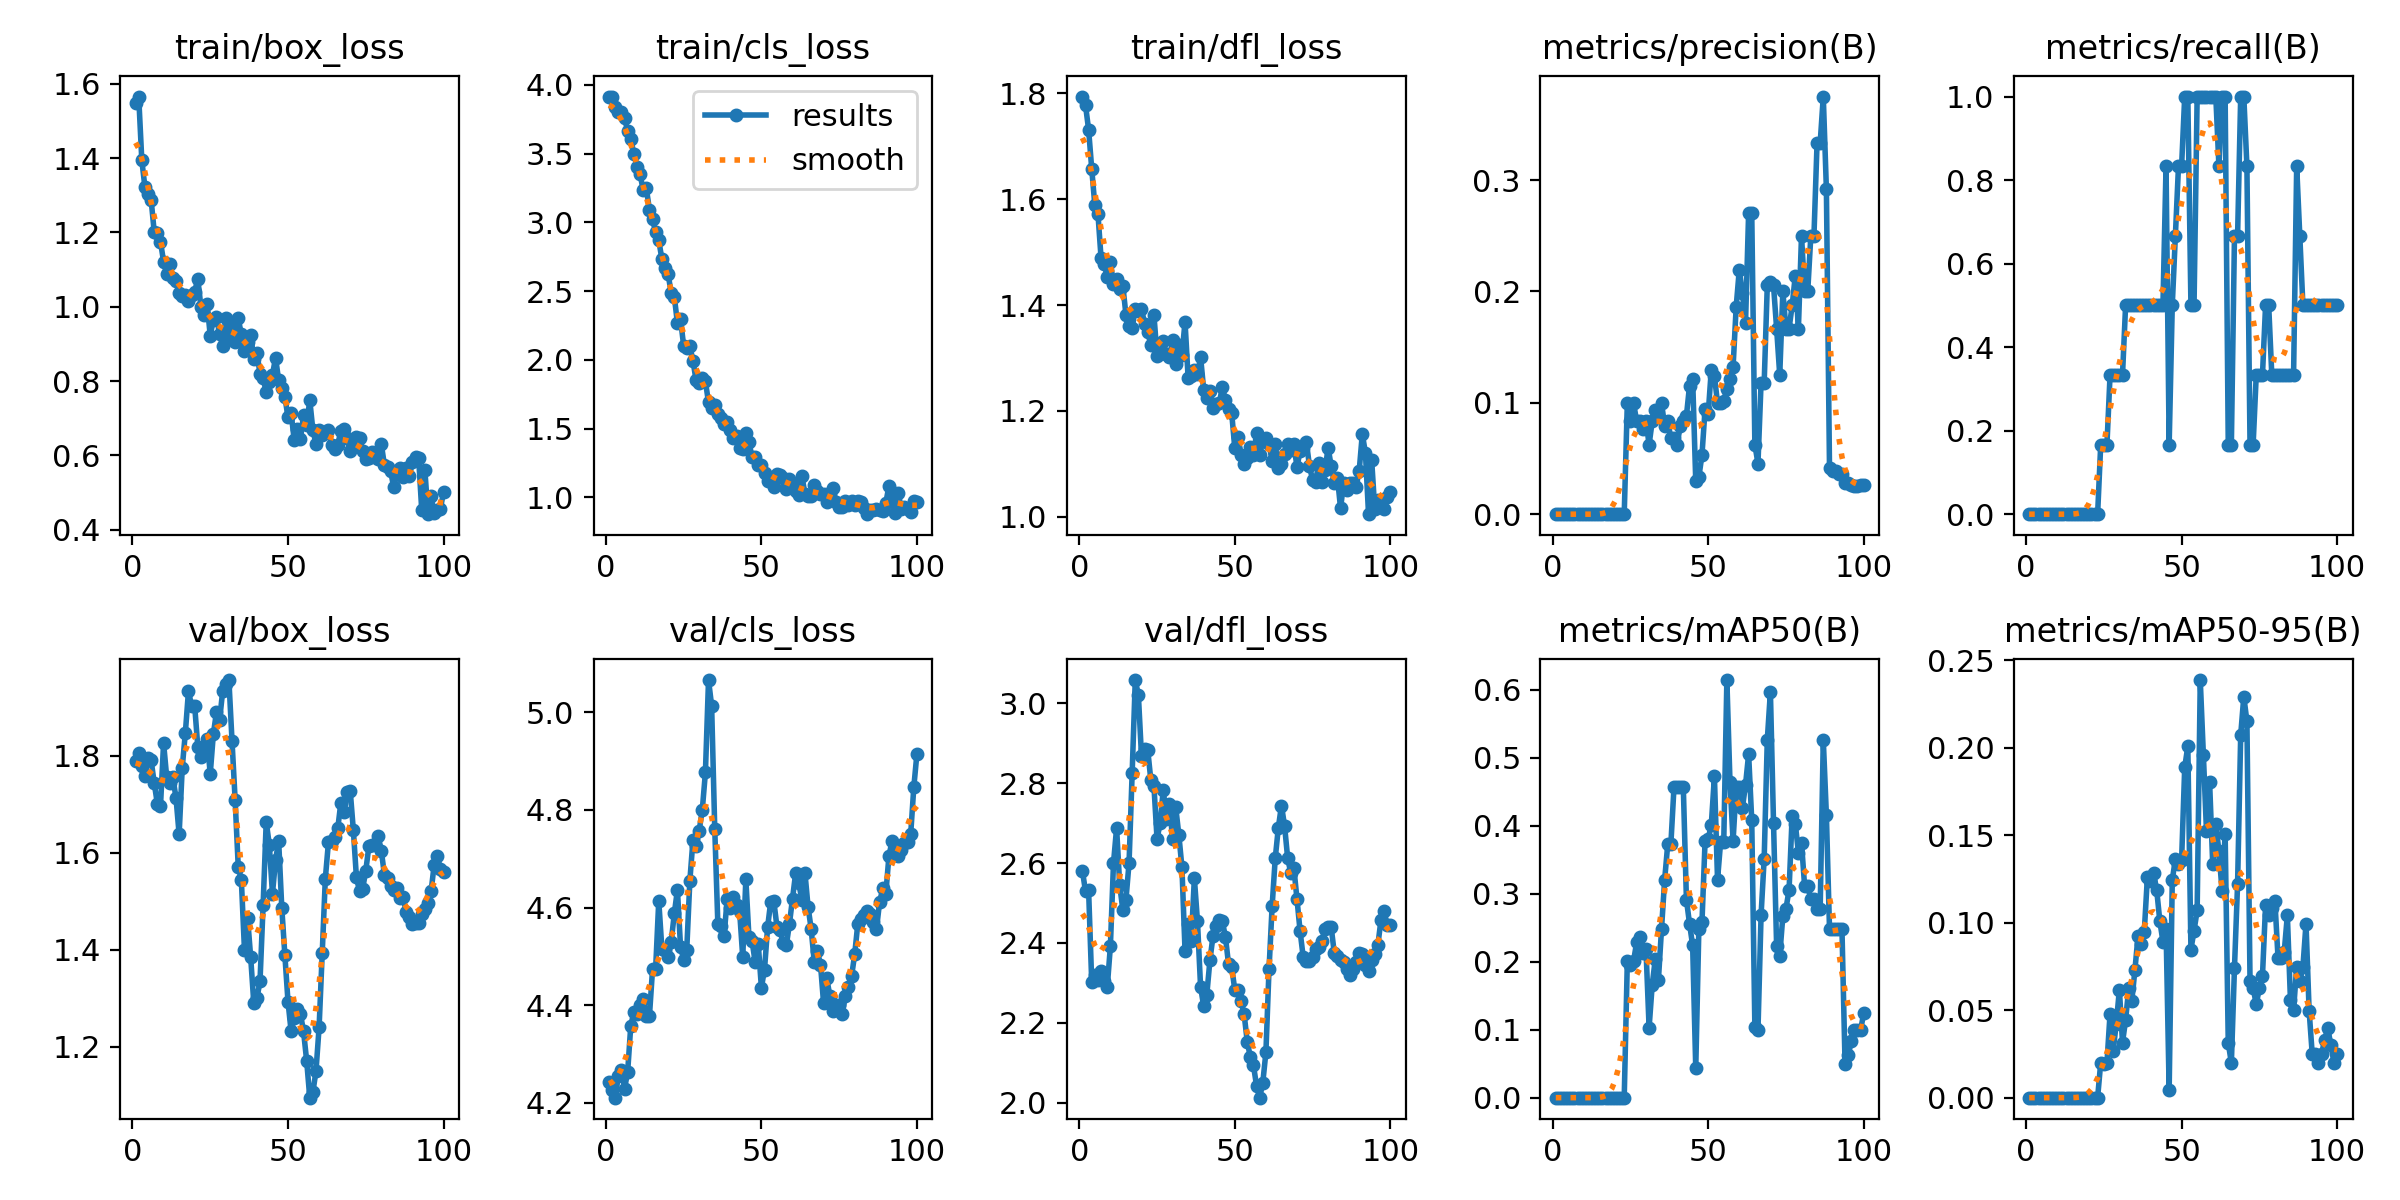 train/box_loss
1.6
1.4
1.2
1.0
0.8
0.6
0.4
0 50 100
train/cls_loss
results
smooth
4.0
3.5
3.0
2.5
2.0
1.5
1.0
0 50 100
train/dfl_loss
1.8
1.6
1.4
1.2
1.0
0 50 100
metrics/precision(B)
0.3
0.2
0.1
0.0
0 50 100
metrics/recall(B)
1.0
0.8
0.6
0.4
0.2
0.0
0 50 100
val/box_loss
1.8
1.6
1.4
1.2
0 50 100
val/cls_loss
5.0
4.8
4.6
4.4
4.2
0 50 100
val/dfl_loss
3.0
2.8
2.6
2.4
2.2
2.0
0 50 100
metrics/mAP50(B)
0.6
0.5
0.4
0.3
0.2
0.1
0.0
0 50 100
metrics/mAP50-95(B)
0.25
0.20
0.15
0.10
0.05
0.00
0 50 100